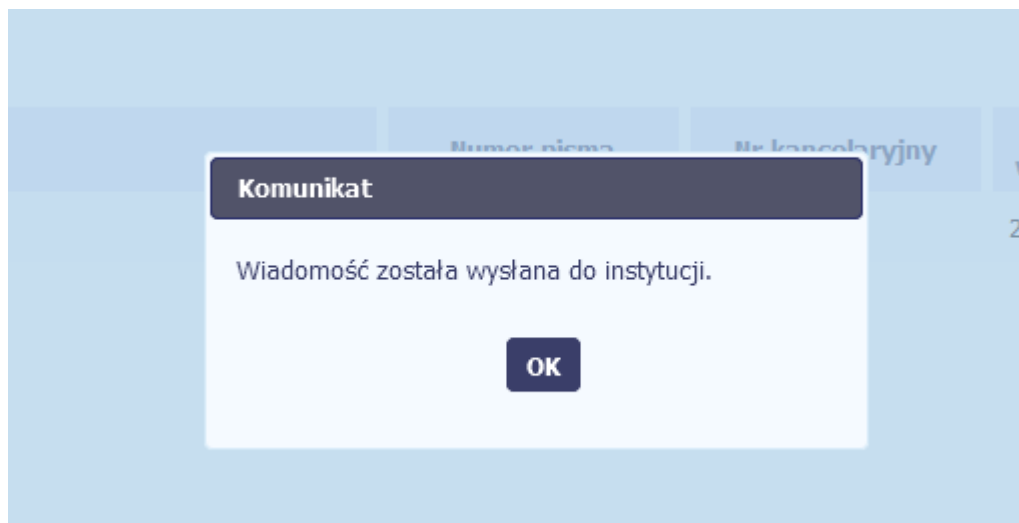 Numer pisma
Nr kancelaryjny
Komunikat
Wiadomość została wysłana do instytucji.
OK